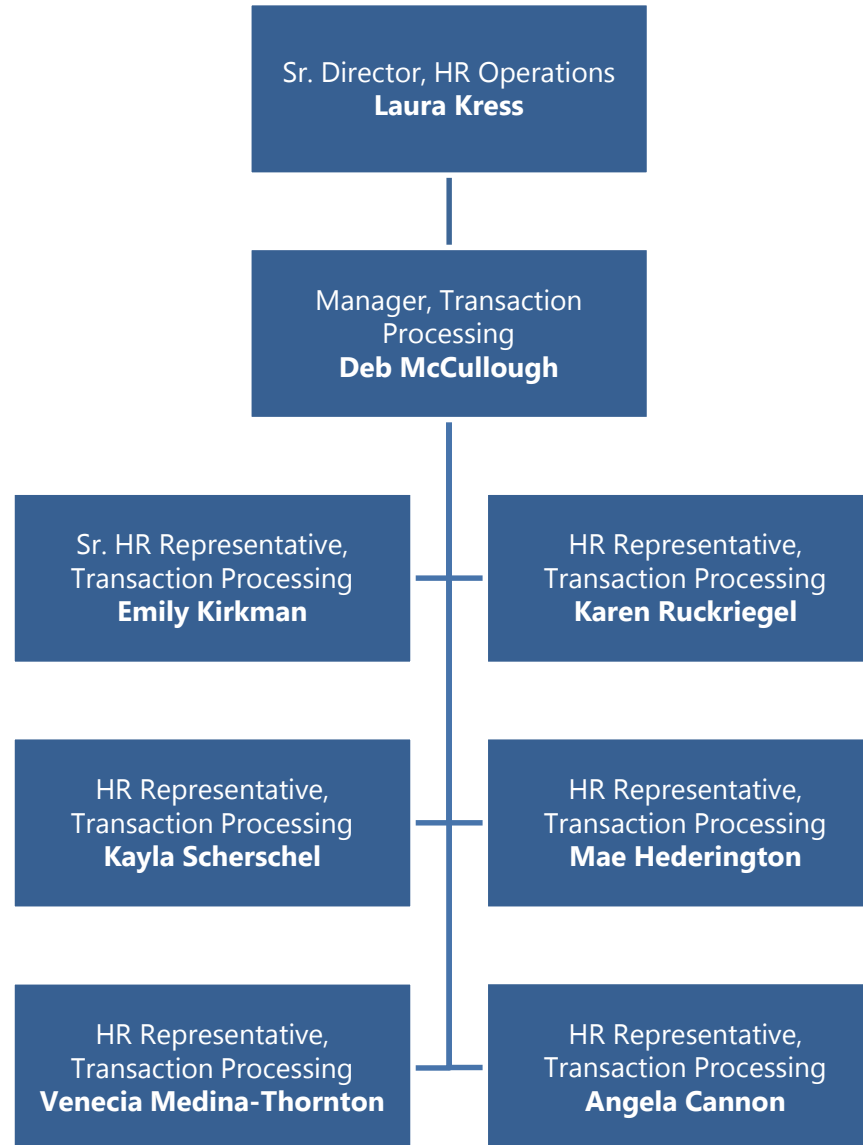 Sr. Director, HR Operations
Laura Kress
Manager, Transaction
Processing
Deb McCullough
Sr. HR Representative,
Transaction Processing
Emily Kirkman
HR Representative,
Transaction Processing
Karen Ruckriegel
HR Representative,
Transaction Processing
Kayla Scherschel
HR Representative,
Transaction Processing
Mae Hederington
HR Representative,
Transaction Processing
Venecia Medina-Thornton
HR Representative,
Transaction Processing
Angela Cannon